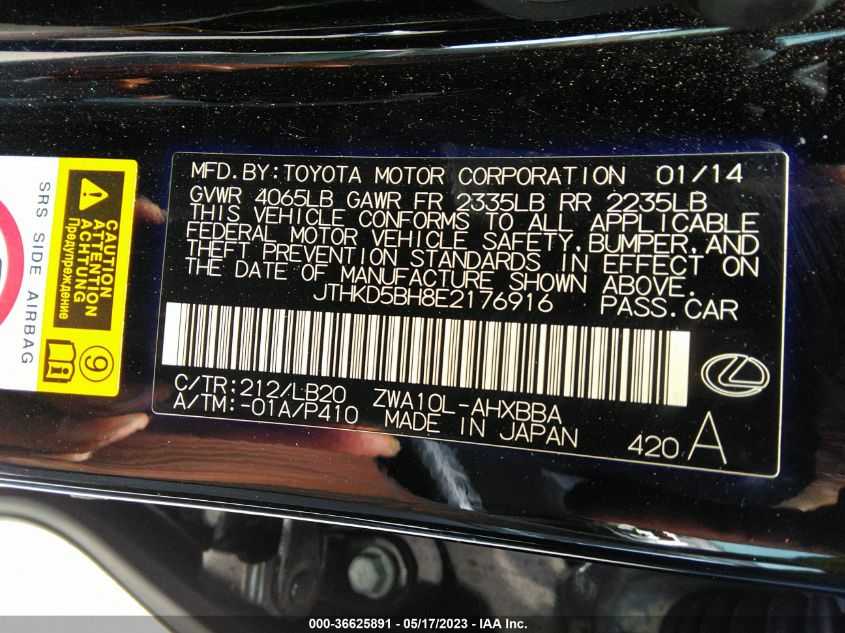 MFD.BY:TOYOTA MOTOR CORPORATION 01/14
GVWR 4065LB GAWR FR 2335LB RR 2235LB
THIS VEHICLE CONFORMS TO ALL APPLICABLE
FEDERAL MOTOR VEHICLE SAFETY,BUMPER,AND
THEFT PREVENTION STANDARDS IN EFFECT ON
THE DATE OF MANUFACTURE SHOWN ABOVE.
JTHKD5BH8E2176916 PASS.CAR
C/TR:212/LB20 ZWA10L-AHXBBA
A/TM:-01A/P410 MADE IN JAPAN 420 A
CAUTION
ATTENTION
ACHTUNG
Предупреждение
9
SRS SIDE AIRBAG
000-36625891 - 05/17/2023 - IAA Inc.